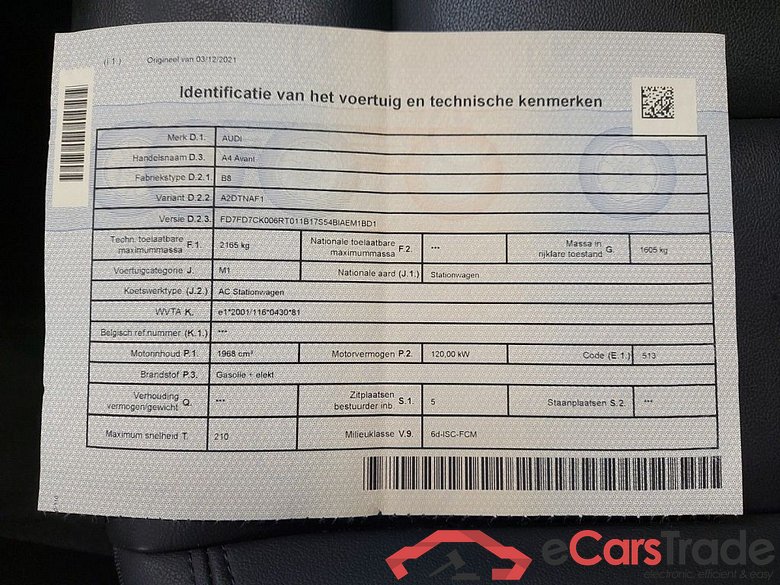 (i 1.) Origineel van 03/12/2021
Identificatie van het voertuig en technische kenmerken
Merk D.1. AUDI
Handelsnaam D.3. A4 Avant
Fabriekstype D.2.1 B8
Variant D.2.2 A2DTNAF1
Versie D.2.3. FD7FD7CK006RT011B17S54BIAEM1BD1
Techn. toelaatbare maximummassa F.1. 2165 kg Nationale toelaatbare maximummassa F.2. *** Massa in rijklare toestand G. 1605 kg
Voertuigcategorie J. M1 Nationale aard (J.1.) Stationwagen
Koetswerktype (J.2.) AC Stationwagen
WVTA K. e1*2001/116*0430*81
Belgisch ref.nummer (K.1.) ***
Motorinhoud P.1. 1968 cm³ Motorvermogen P.2. 120,00 kW Code (E.1.) 513
Brandstof P.3. Gasolie + elekt
Verhouding vermogen/gewicht Q. *** Zitplaatsen bestuurder inb S.1. 5 Staanplaatsen S.2. ***
Maximum snelheid T. 210 Milieuklasse V.9. 6d-ISC-FCM
eCarsTrade
electronic, efficient & easy